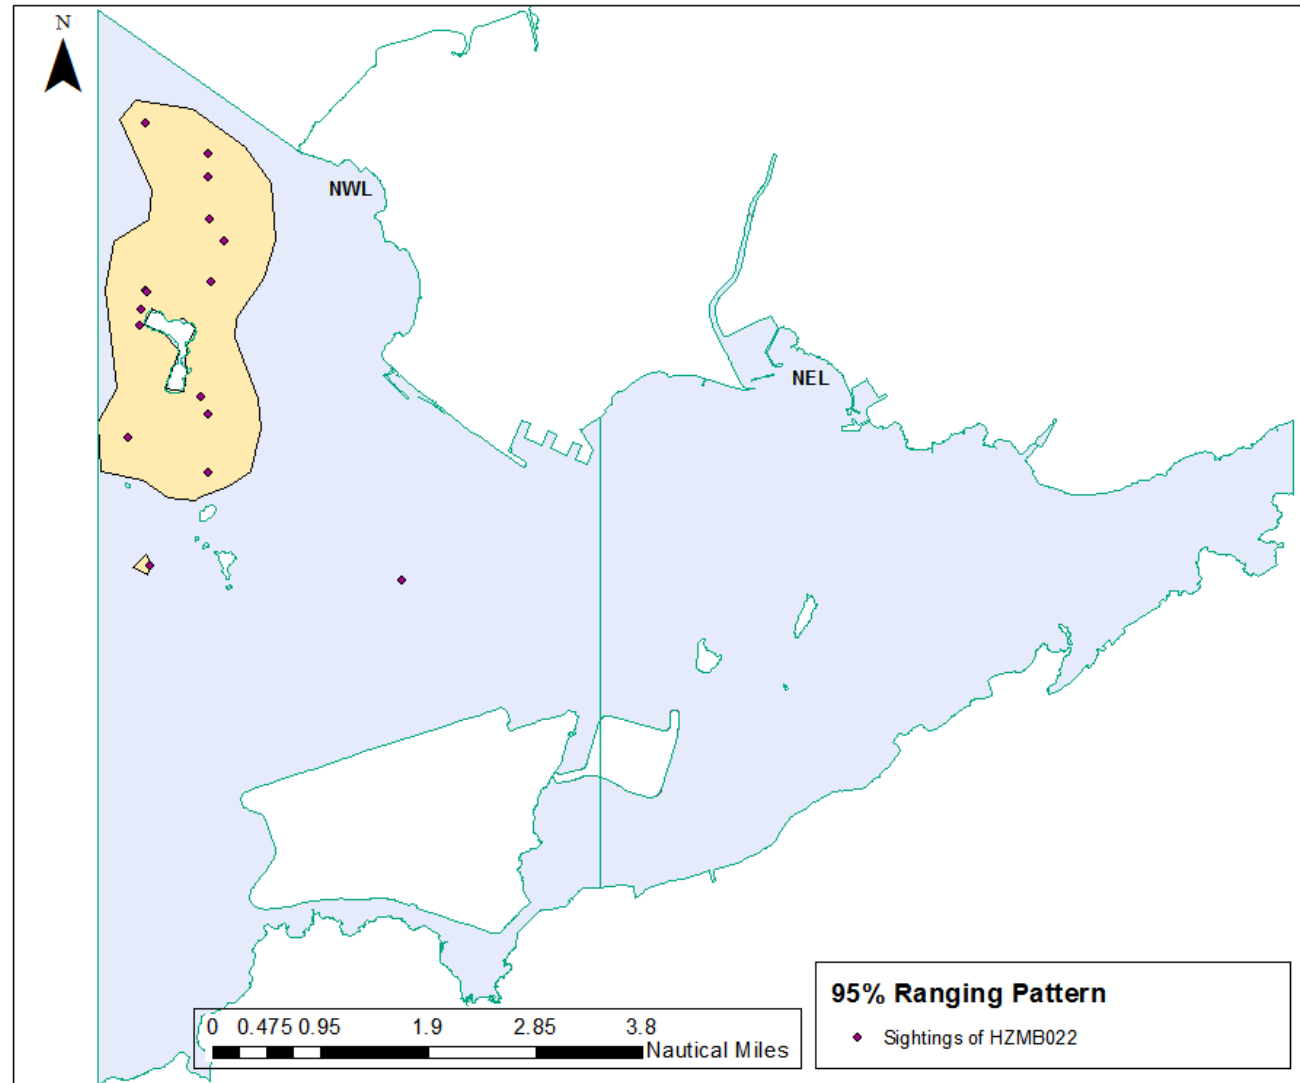 N
NWL
NEL
95% Ranging Pattern
Sightings of HZMB022
0 0.475 0.95 1.9 2.85 3.8
Nautical Miles